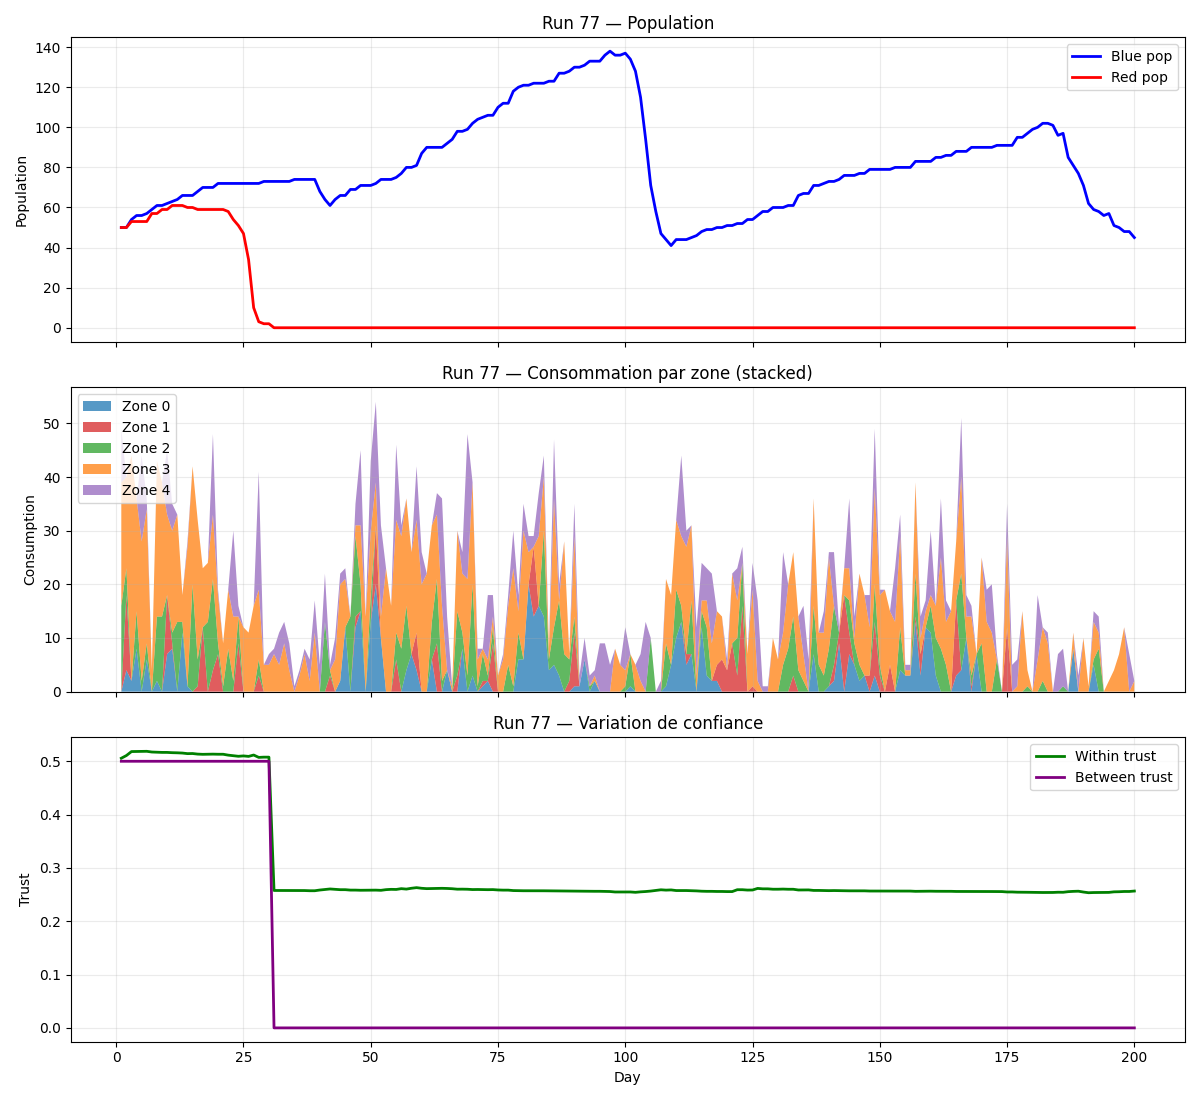 Run 77 — Population
140
120
100
80
60
40
20
0
Population
Blue pop
Red pop
Run 77 — Consommation par zone (stacked)
50
40
30
20
10
0
Consumption
Zone 0
Zone 1
Zone 2
Zone 3
Zone 4
Run 77 — Variation de confiance
0.5
0.4
0.3
0.2
0.1
0.0
Trust
Within trust
Between trust
0 25 50 75 100 125 150 175 200
Day